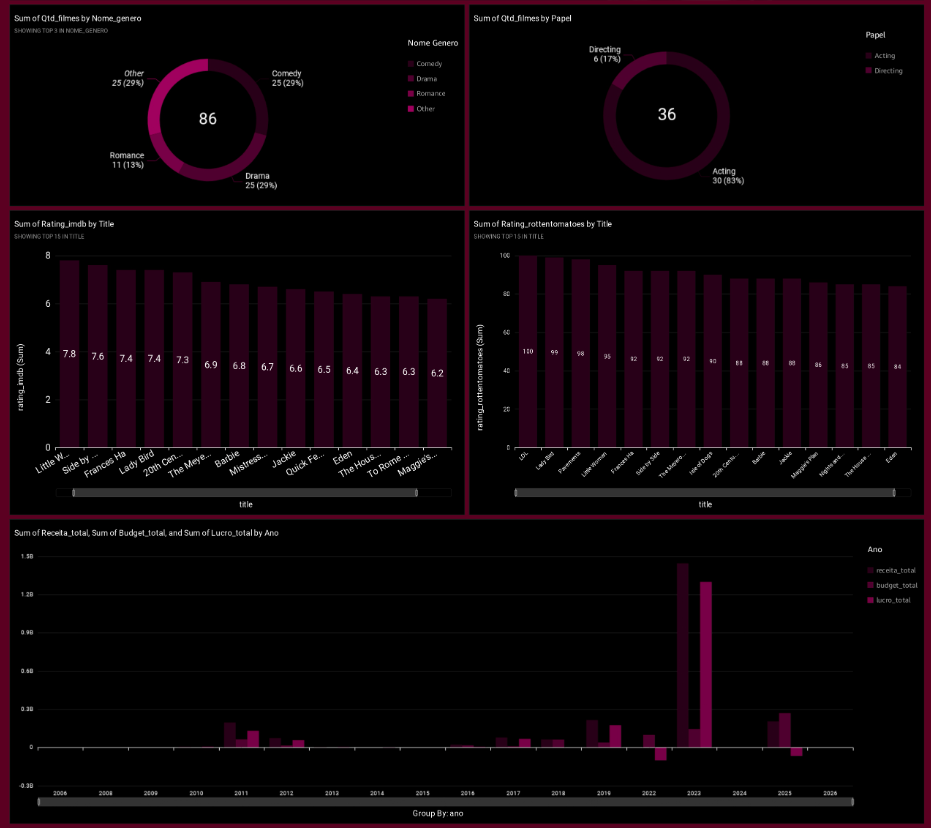 Sum of Qtd_filmes by Nome_genero
SHOWING TOP 3 IN NOME_GENERO
Nome Genero
Comedy
Drama
Romance
Other
Other
25 (29%)
Comedy
25 (29%)
86
Romance
11 (13%)
Drama
25 (29%)
Sum of Qtd_filmes by Papel
Papel
Acting
Directing
Directing
6 (17%)
36
Acting
30 (83%)
Sum of Rating_imdb by Title
SHOWING TOP 15 IN TITLE
rating_imdb (Sum)
8
6
4
2
0
7.8 7.6 7.4 7.4 7.3 6.9 6.8 6.7 6.6 6.5 6.4 6.3 6.3 6.2
Little W... Side by ... Frances Ha Lady Bird 20th Cen... The Meye... Barbie Mistress... Jackie Quick Fe... Eden The Hous... To Rome ... Maggie's...
title
Sum of Rating_rottentomatoes by Title
SHOWING TOP 15 IN TITLE
rating_rottentomatoes (Sum)
100
80
60
40
20
0
100 99 98 95 92 92 92 90 88 88 88 86 85 85 84
LDL Lady Bird Little Women Frances Ha Side by Side The Meyero... Isle of Dogs 20th Centu... Barbie Jackie Maggie's Plan Nights and... The House ... Eden
title
Sum of Receita_total, Sum of Budget_total, and Sum of Lucro_total by Ano
Ano
receita_total
budget_total
lucro_total
1.5B
1.2B
0.9B
0.6B
0.3B
0
-0.3B
2006 2008 2009 2010 2011 2012 2013 2014 2015 2016 2017 2018 2019 2022 2023 2024 2025 2026
Group By: ano